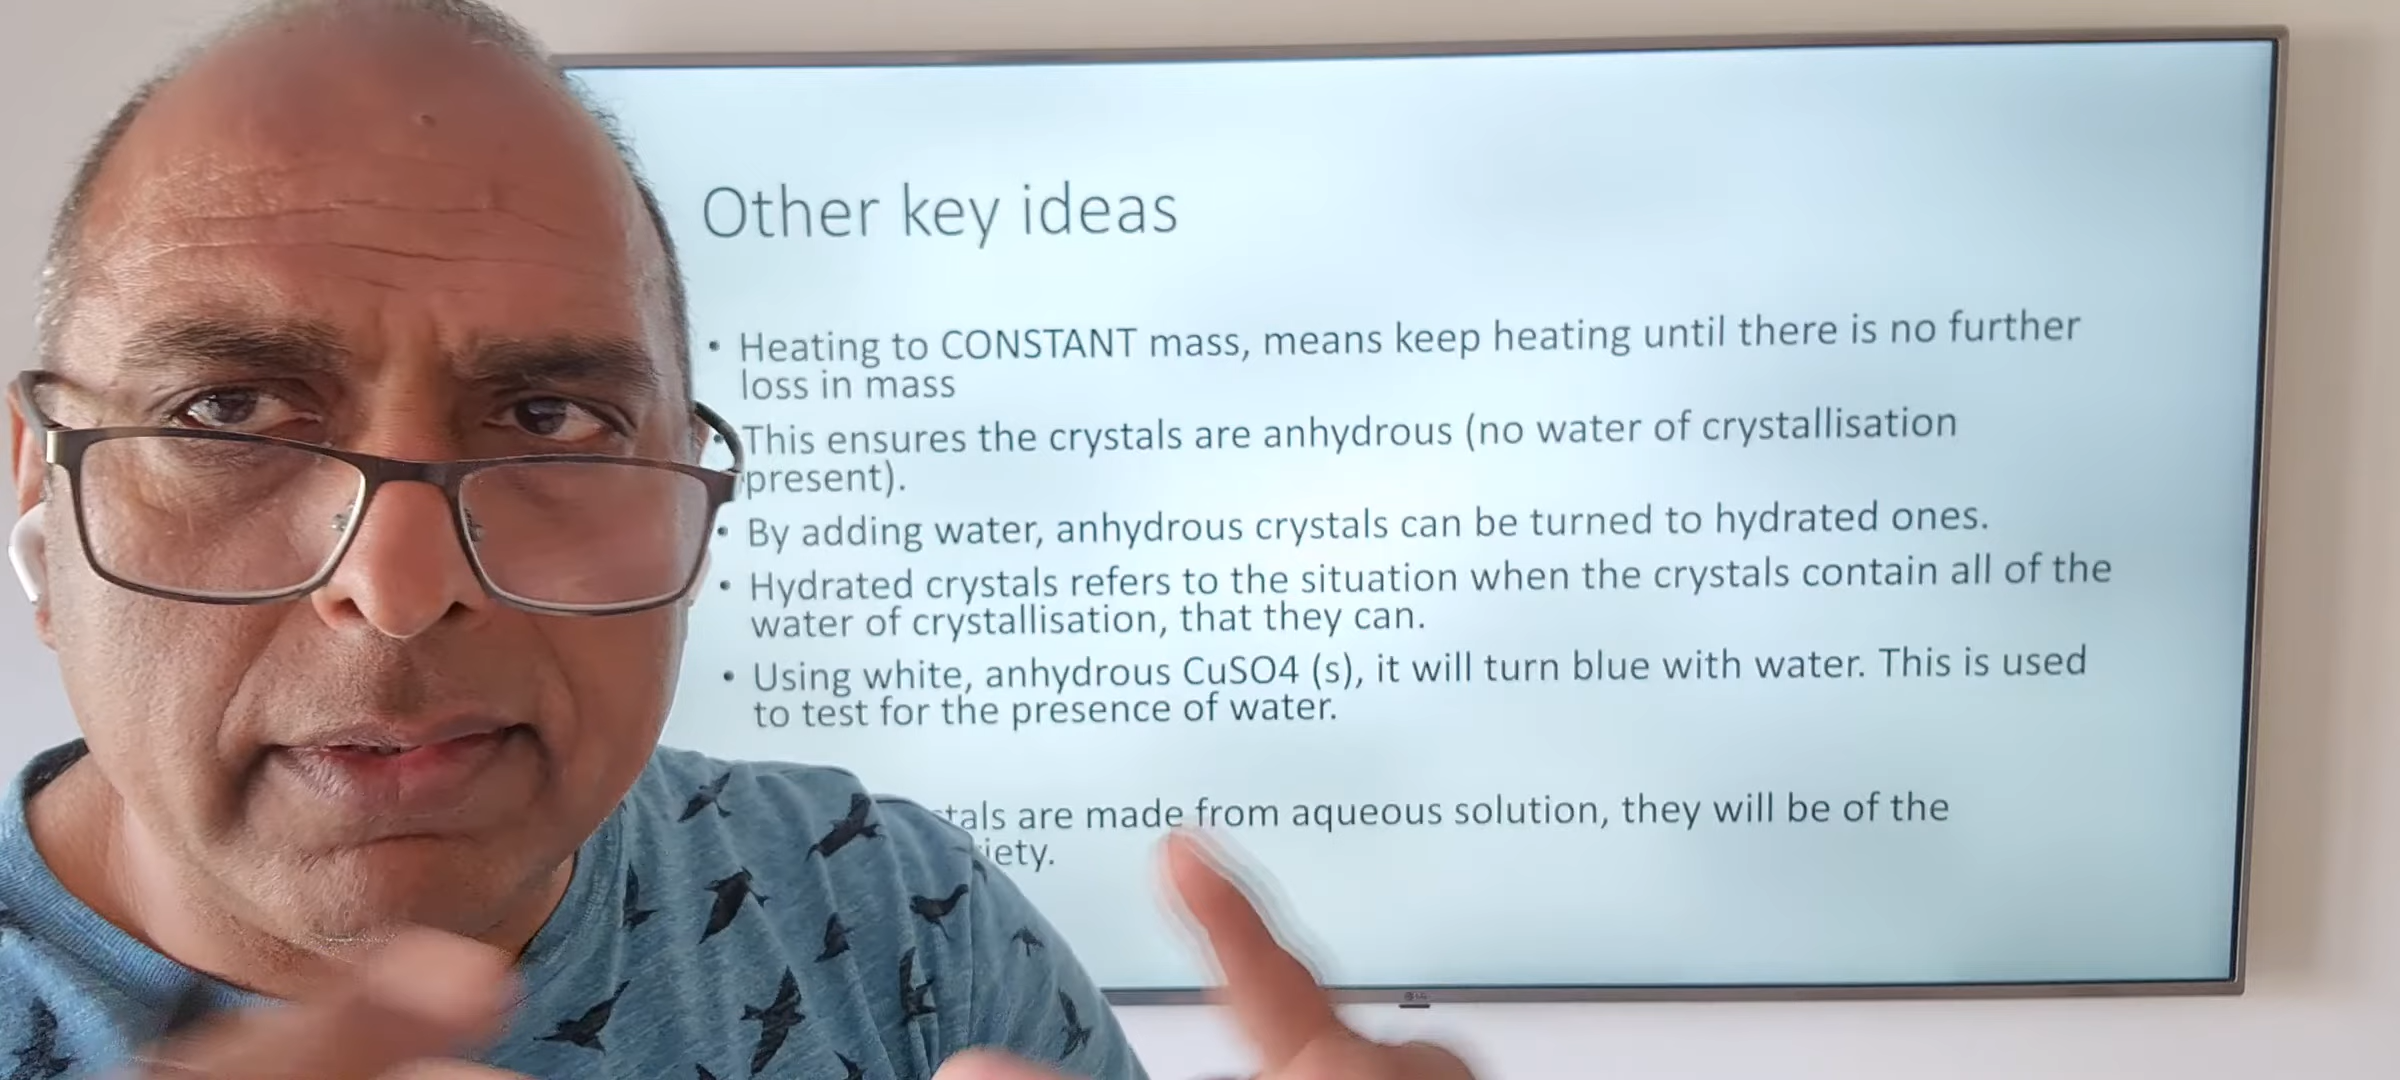 Other key ideas
• Heating to CONSTANT mass, means keep heating until there is no further
loss in mass
• This ensures the crystals are anhydrous (no water of crystallisation
present).
• By adding water, anhydrous crystals can be turned to hydrated ones.
• Hydrated crystals refers to the situation when the crystals contain all of the
water of crystallisation, that they can.
• Using white, anhydrous CuSO4 (s), it will turn blue with water. This is used
to test for the presence of water.
are made from aqueous solution, they will be of the
LG